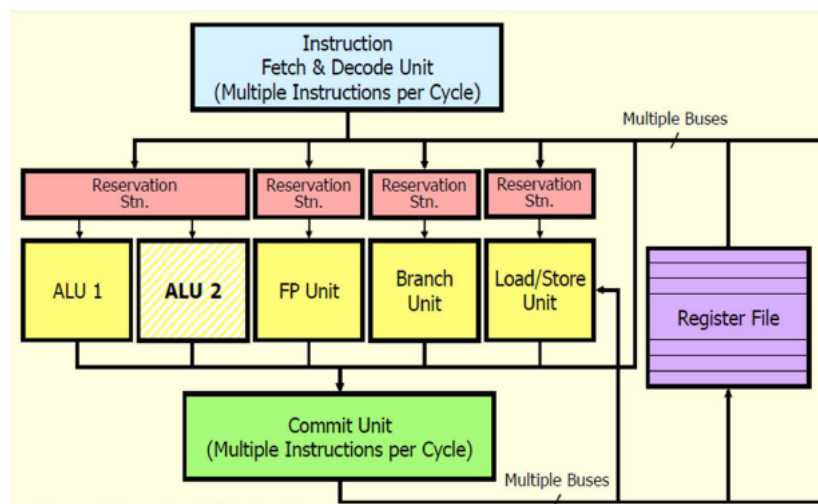 Instruction
Fetch & Decode Unit
(Multiple Instructions per Cycle)
Multiple Buses
Reservation
Stn.
Reservation
Stn.
Reservation
Stn.
Reservation
Stn.
ALU 1
ALU 2
FP Unit
Branch
Unit
Load/Store
Unit
Register File
Commit Unit
(Multiple Instructions per Cycle)
Multiple Buses